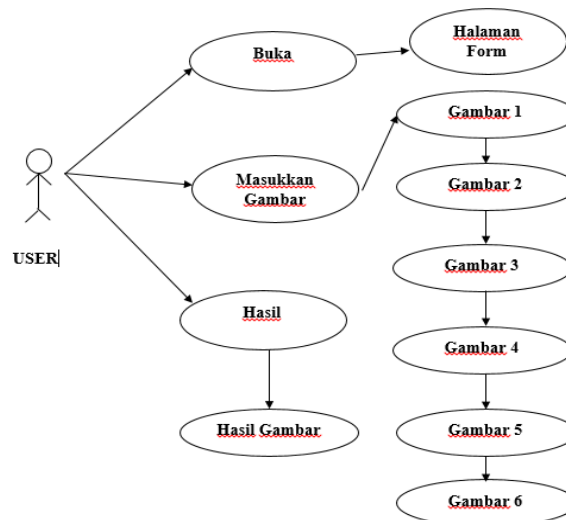 Buka
Halaman
Form
Gambar 1
Masukkan
Gambar
Gambar 2
USER
Gambar 3
Hasil
Gambar 4
Hasil Gambar
Gambar 5
Gambar 6